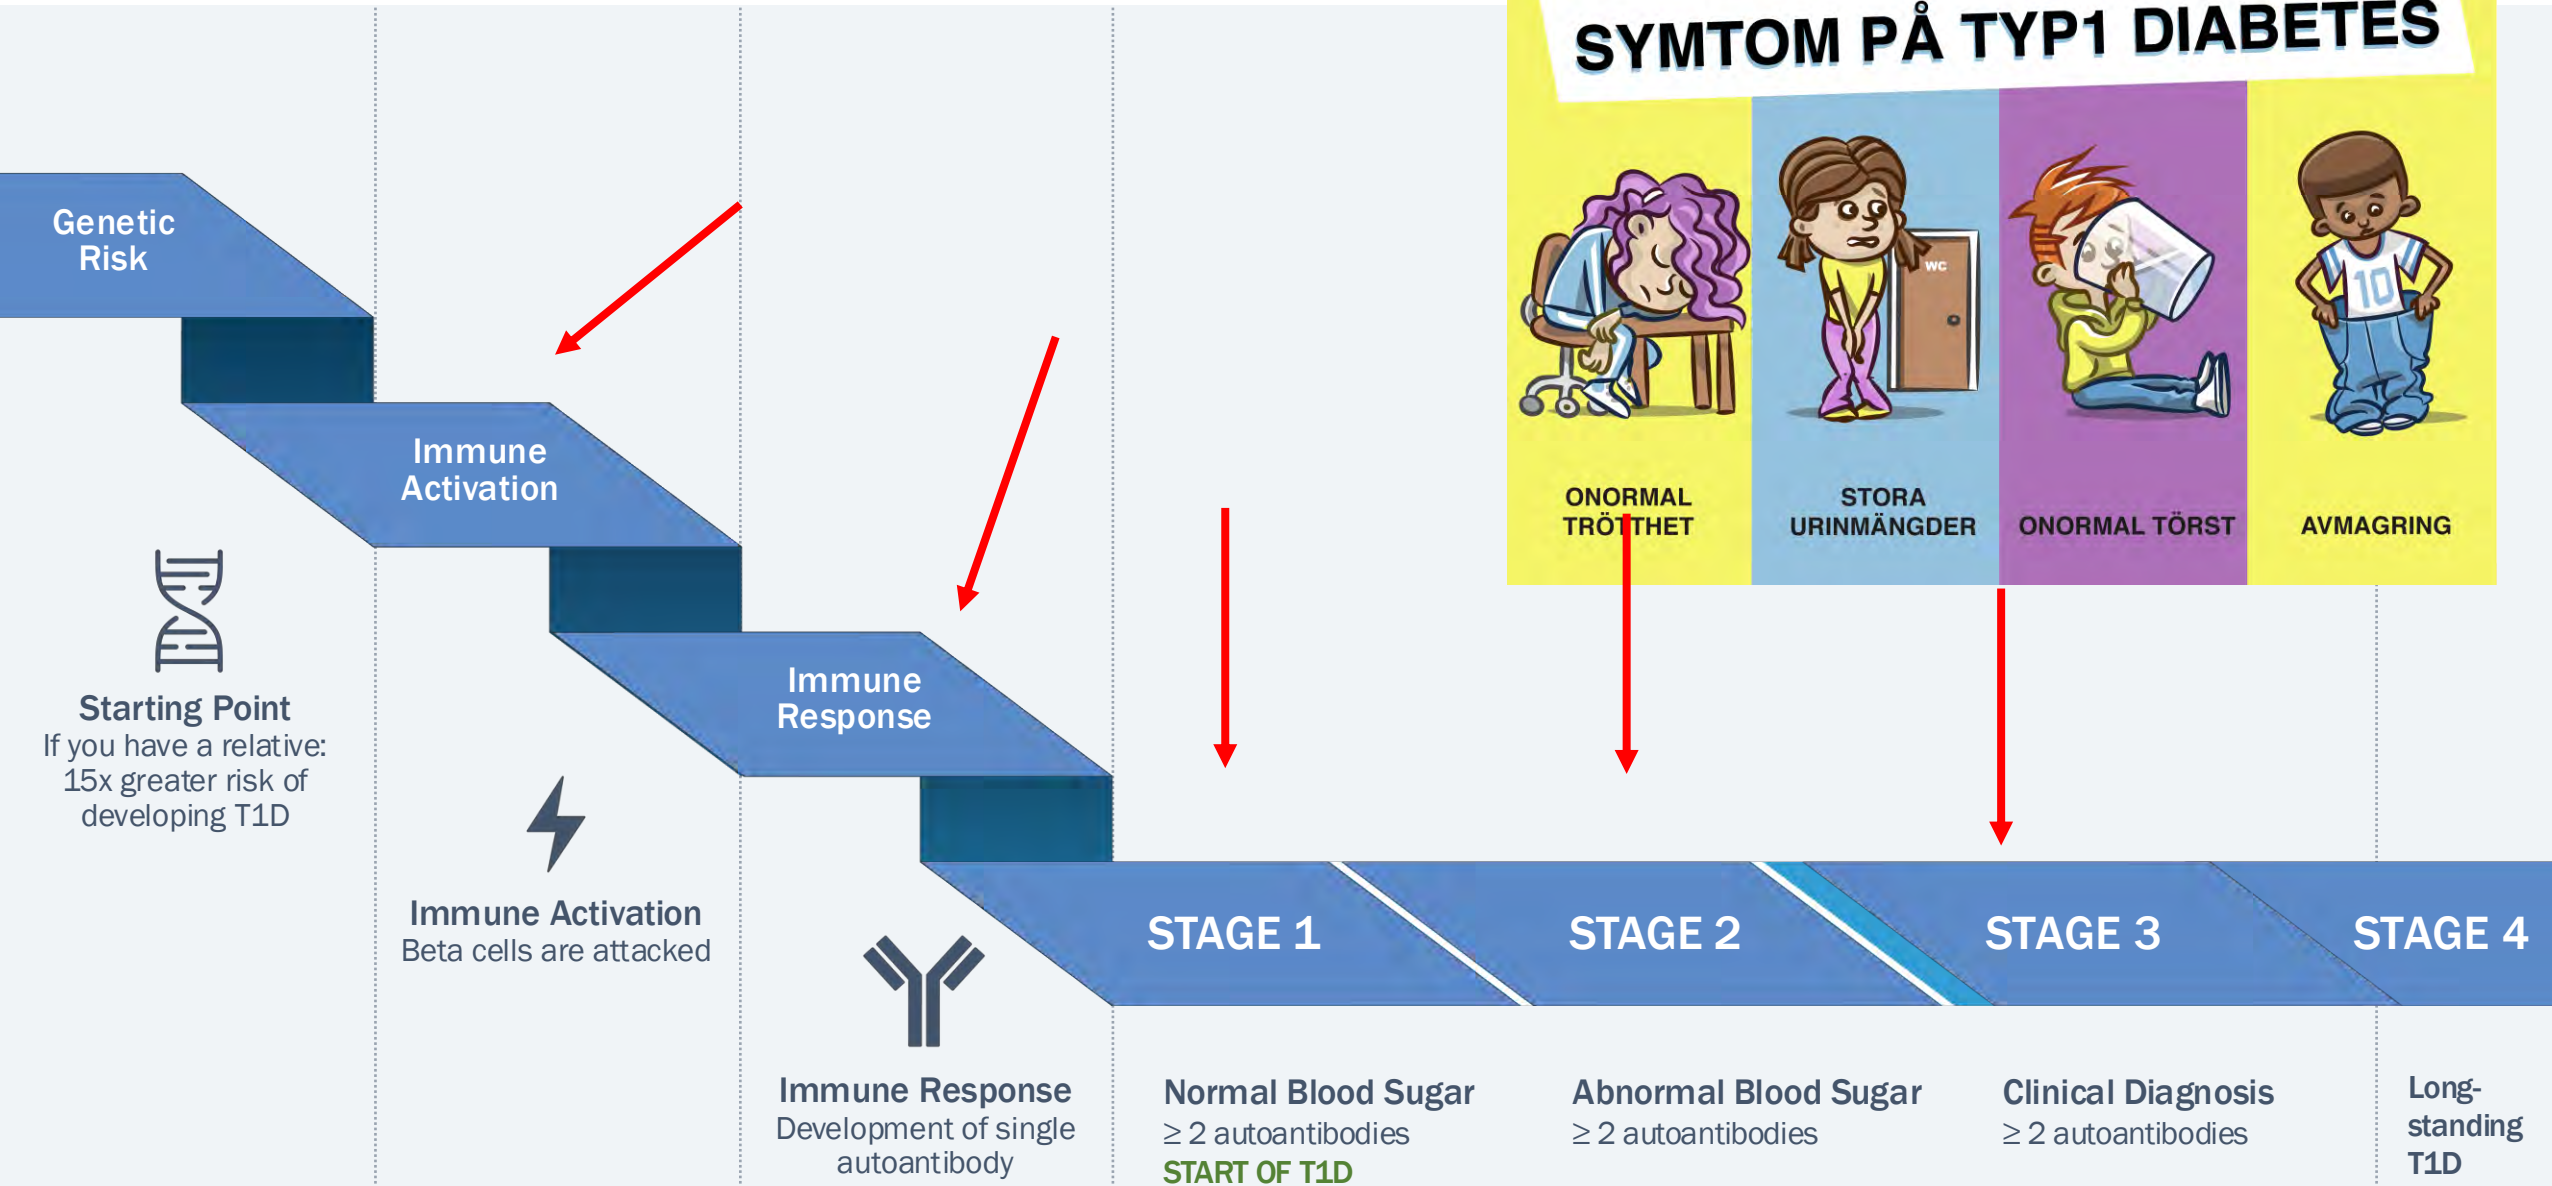 SYMTOM PÅ TYP1 DIABETES
WC
10
ONORMAL
TRÖTTHET
STORA
URINMÄNGDER
ONORMAL TÖRST
AVMAGRING
Genetic
Risk
Immune
Activation
Immune
Response
Starting Point
If you have a relative:
15x greater risk of
developing T1D
Immune Activation
Beta cells are attacked
Immune Response
Development of single
autoantibody
STAGE 1
STAGE 2
STAGE 3
STAGE 4
Normal Blood Sugar
≥ 2 autoantibodies
START OF T1D
Abnormal Blood Sugar
≥ 2 autoantibodies
Clinical Diagnosis
≥ 2 autoantibodies
Long-
standing
T1D